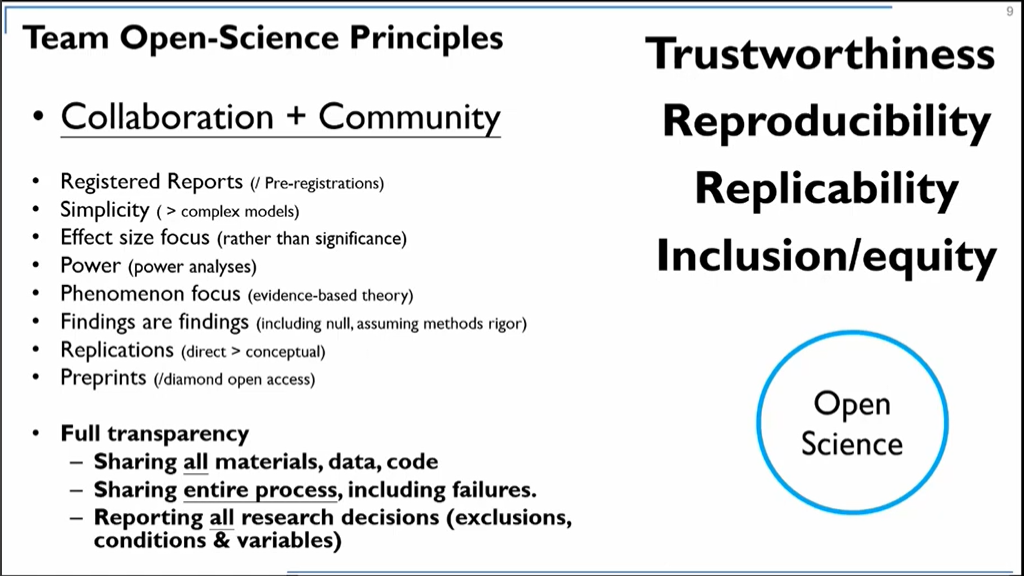 9
Team Open-Science Principles
• Collaboration + Community
• Registered Reports (/ Pre-registrations)
• Simplicity ( > complex models)
• Effect size focus (rather than significance)
• Power (power analyses)
• Phenomenon focus (evidence-based theory)
• Findings are findings (including null, assuming methods rigor)
• Replications (direct > conceptual)
• Preprints (/diamond open access)
• Full transparency
– Sharing all materials, data, code
– Sharing entire process, including failures.
– Reporting all research decisions (exclusions,
conditions & variables)
Trustworthiness
Reproducibility
Replicability
Inclusion/equity
Open
Science